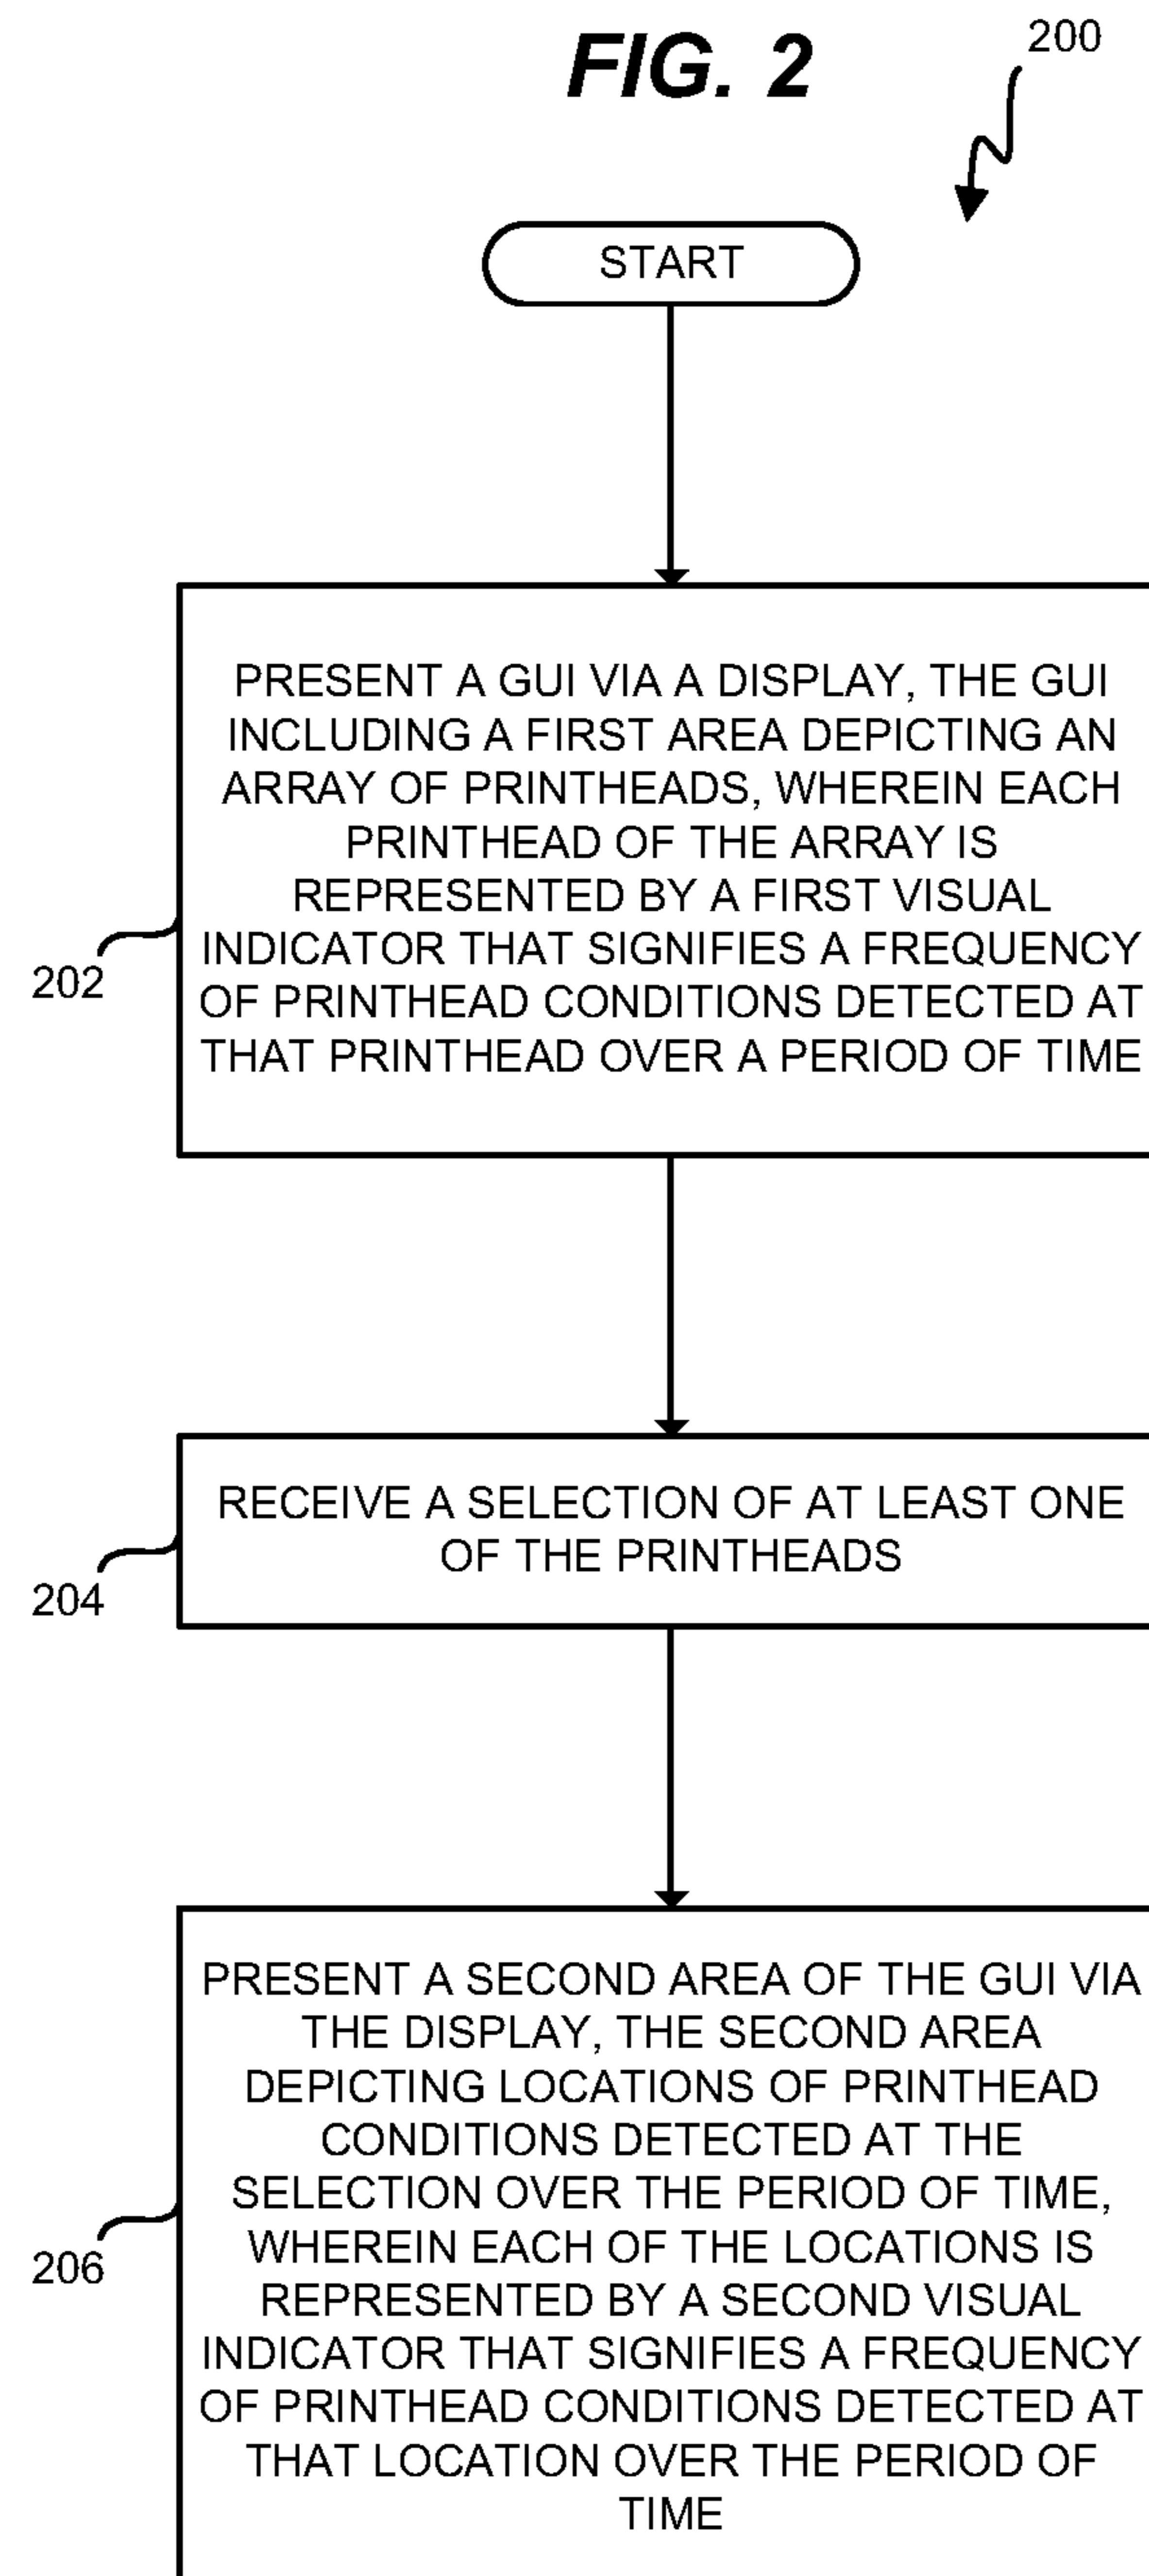 FIG. 2
200
START
PRESENT A GUI VIA A DISPLAY, THE GUI
INCLUDING A FIRST AREA DEPICTING AN
ARRAY OF PRINTHEADS, WHEREIN EACH
PRINTHEAD OF THE ARRAY IS
REPRESENTED BY A FIRST VISUAL
INDICATOR THAT SIGNIFIES A FREQUENCY
OF PRINTHEAD CONDITIONS DETECTED AT
THAT PRINTHEAD OVER A PERIOD OF TIME
202
RECEIVE A SELECTION OF AT LEAST ONE
OF THE PRINTHEADS
204
PRESENT A SECOND AREA OF THE GUI VIA
THE DISPLAY, THE SECOND AREA
DEPICTING LOCATIONS OF PRINTHEAD
CONDITIONS DETECTED AT THE
SELECTION OVER THE PERIOD OF TIME,
WHEREIN EACH OF THE LOCATIONS IS
REPRESENTED BY A SECOND VISUAL
INDICATOR THAT SIGNIFIES A FREQUENCY
OF PRINTHEAD CONDITIONS DETECTED AT
THAT LOCATION OVER THE PERIOD OF
TIME
206